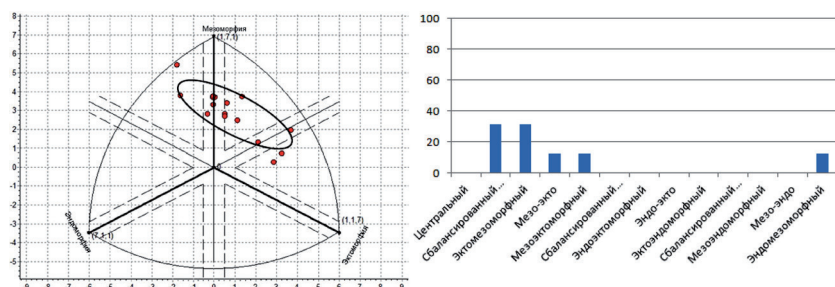 8
7
6
5
4
3
2
1
0
-1
-2
-3
-4
-5
Мезоморфия
(1,7,1)
0
Эндоморфия
(7,1,1)
(1,1,7)
Эктоморфия
-6 -5 -4 -3 -2 -1 0 1 2 3 4 5 6 7 8 9
100
80
60
40
20
0
Центральный
Сбалансированный...
Эктомезоморфный
Мезо-экто
Мезоэктоморфный
Сбалансированный...
Эндоэктоморфный
Эндо-экто
Эктоэндоморфный
Сбалансированный...
Мезоэндоморфный
Мезо-эндо
Эндомезоморфный